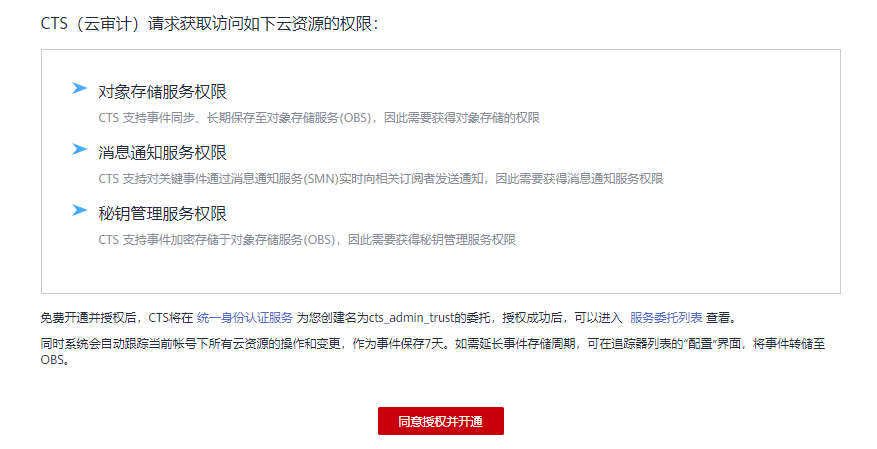 CTS（云审计）请求获取访问如下云资源的权限：
对象存储服务权限
CTS 支持事件同步、长期保存至对象存储服务(OBS)，因此需要获得对象存储的权限
消息通知服务权限
CTS 支持对关键事件通过消息通知服务(SMN)实时向相关订阅者发送通知，因此需要获得消息通知服务权限
秘钥管理服务权限
CTS 支持事件加密存储于对象存储服务(OBS)，因此需要获得秘钥管理服务权限
免费开通并授权后，CTS将在 统一身份认证服务 为您创建名为cts_admin_trust的委托，授权成功后，可以进入 服务委托列表 查看。
同时系统会自动跟踪当前帐号下所有云资源的操作和变更，作为事件保存7天。如需延长事件存储周期，可在追踪器列表的"配置"界面，将事件转储至
OBS。
同意授权并开通